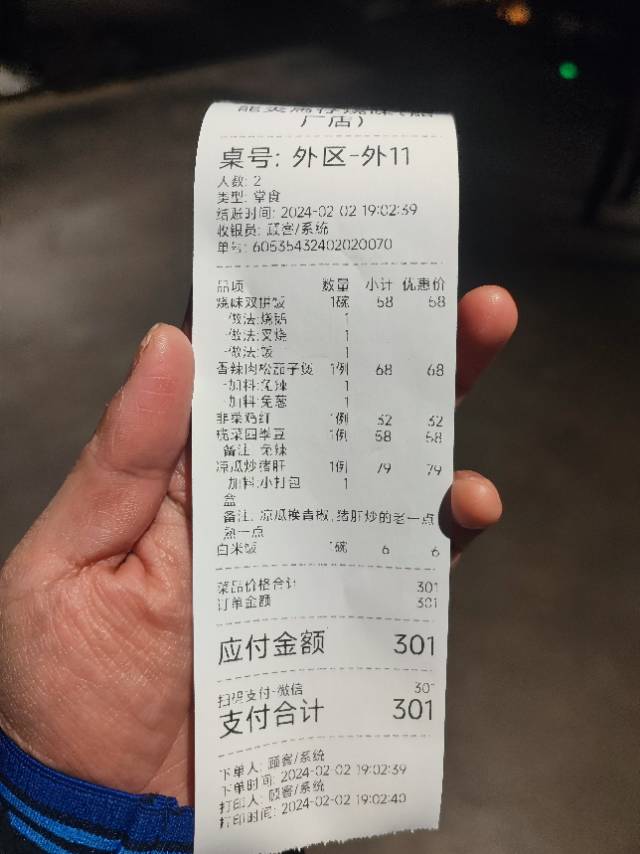 厂店）
桌号: 外区-外11
人数: 2
类型: 堂食
结账时间: 2024-02-02 19:02:39
收银员: 顾客/系统
单号: 60535432402020070
品项 数量 小计 优惠价
烧味双拼饭 1碗 58 58
-做法:烧鹅 1
-做法:叉烧 1
-做法:饭 1
香辣肉松茄子煲 1例 68 68
-加料:免辣 1
-加料:免葱 1
韭菜鸡红 1例 32 32
榄菜四季豆 1例 58 58
备注: 免辣
凉瓜炒猪肝 1例 79 79
加料:小打包 1
盒
备注: 凉瓜换青椒,猪肝炒的老一点
熟一点
白米饭 1碗 6 6
菜品价格合计 301
订单金额 301
应付金额 301
扫码支付-微信 301
支付合计 301
下单人: 顾客/系统
下单时间: 2024-02-02 19:02:39
打印人: 顾客/系统
打印时间: 2024-02-02 19:02:40